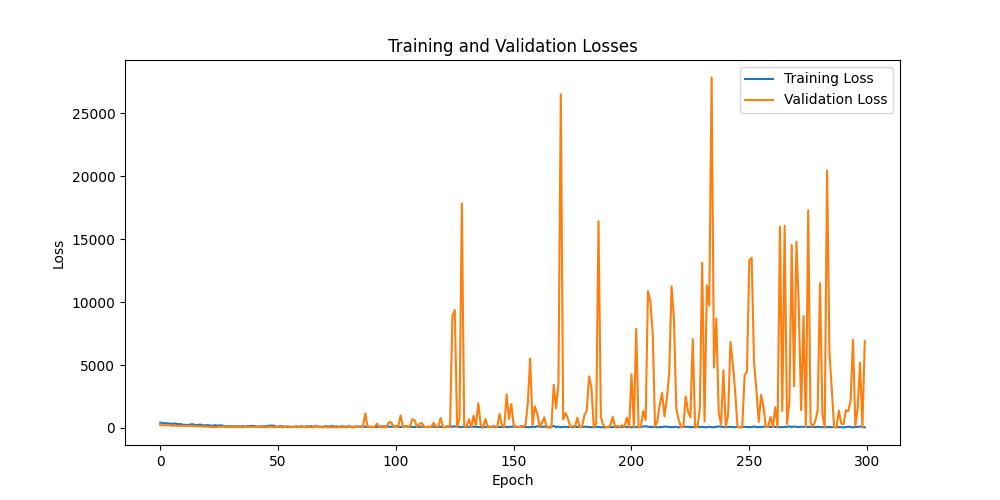 Training and Validation Losses
Training Loss
Validation Loss
25000
20000
15000
10000
5000
0
Loss
0 50 100 150 200 250 300
Epoch